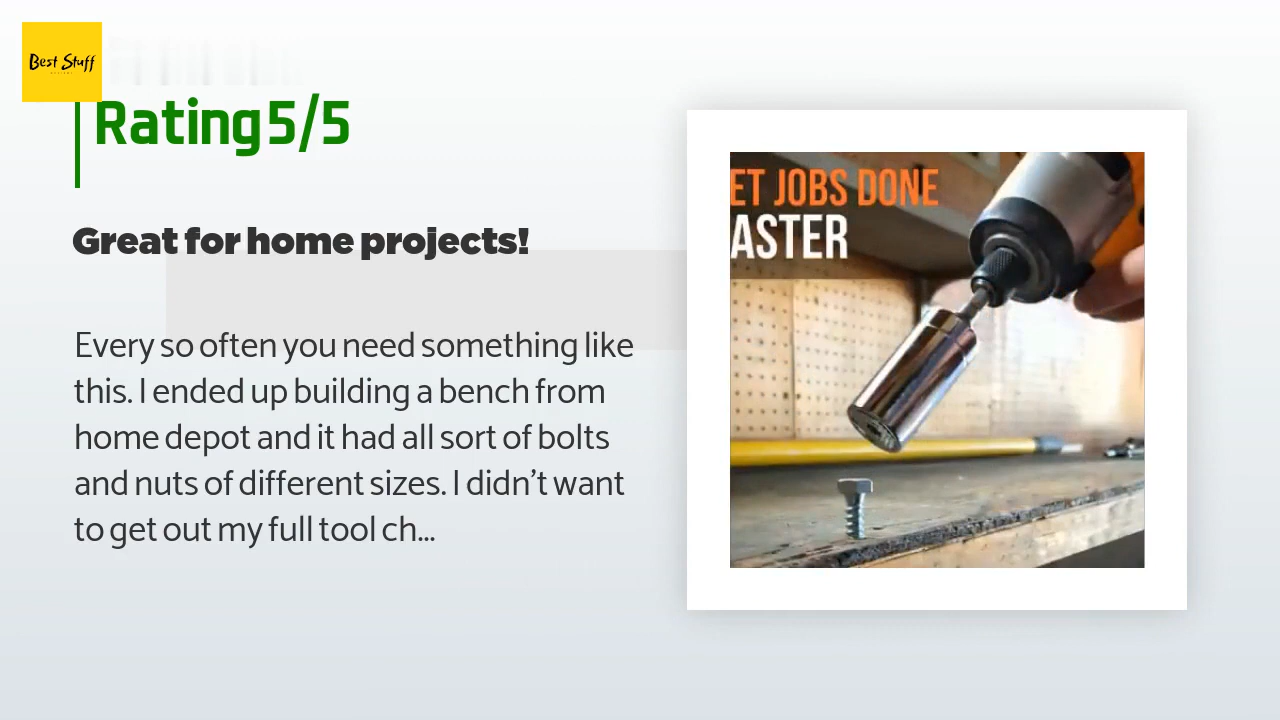 Best Stuff
Rating 5/5
Great for home projects!
Every so often you need something like
this. I ended up building a bench from
home depot and it had all sort of bolts
and nuts of different sizes. I didn't want
to get out my full tool ch...
ET JOBS DONE
ASTER